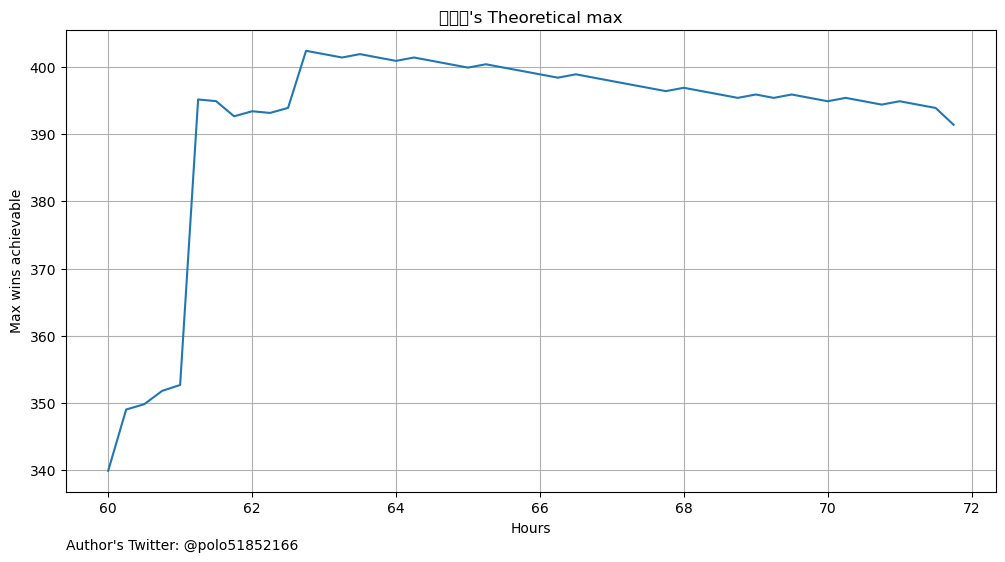 's Theoretical max
Max wins achievable
400
390
380
370
360
350
340
60 62 64 66 68 70 72
Hours
Author's Twitter: @polo51852166